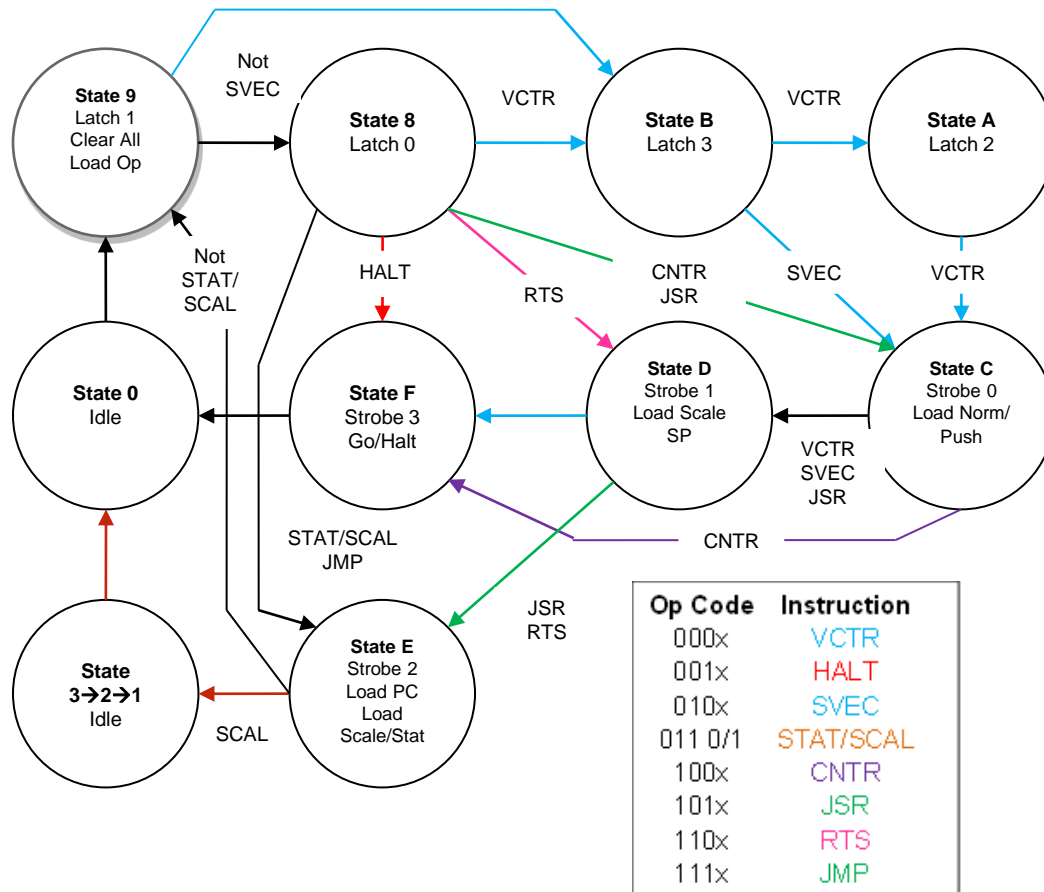 Not
SVEC
State 9
Latch 1
Clear All
Load Op
State 8
Latch 0
VCTR
State B
Latch 3
VCTR
State A
Latch 2
Not
STAT/
SCAL
HALT
RTS
CNTR
JSR
SVEC
VCTR
State 0
Idle
State F
Strobe 3
Go/Halt
State D
Strobe 1
Load Scale
SP
State C
Strobe 0
Load Norm/
Push
VCTR
SVEC
JSR
STAT/SCAL
JMP
CNTR
JSR
RTS
State
3→2→1
Idle
SCAL
State E
Strobe 2
Load PC
Load
Scale/Stat
Op Code Instruction
000x VCTR
001x HALT
010x SVEC
011 0/1 STAT/SCAL
100x CNTR
101x JSR
110x RTS
111x JMP